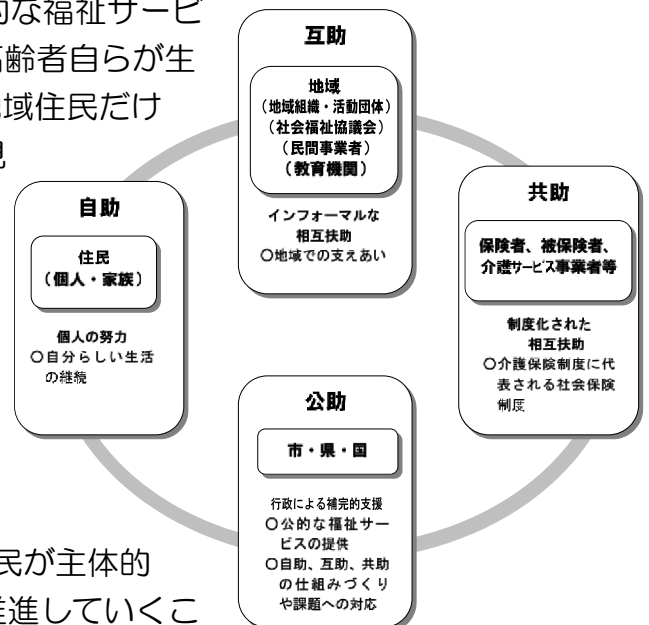 的な福祉サービ
高齢者自らが生
域住民だけ
互助
地域
（地域組織・活動団体）
（社会福祉協議会）
（民間事業者）
（教育機関）
インフォーマルな
相互扶助
○地域での支えあい
自助
住民
（個人・家族）
個人の努力
○自分らしい生活
の継続
共助
保険者、被保険者、
介護サービス事業者等
制度化された
相互扶助
○介護保険制度に代
表される社会保険
制度
公助
市・県・国
行政による補完的支援
○公的な福祉サー
ビスの提供
○自助、互助、共助
の仕組みづくり
や課題への対応
民が主体的
推進していくこ